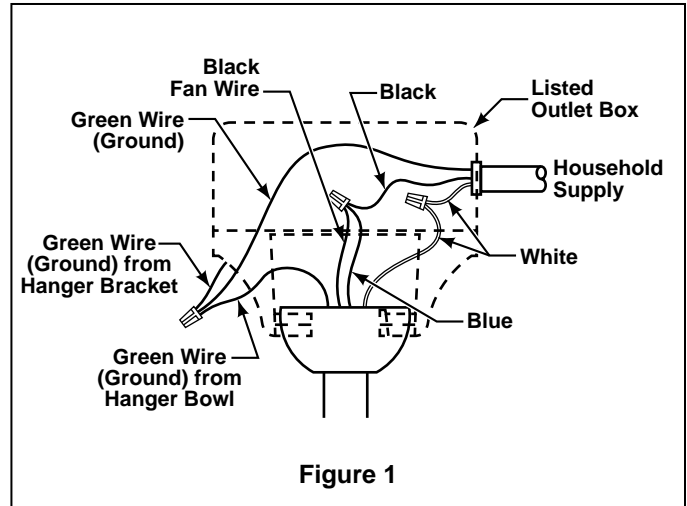 Black
Fan Wire
Black
Listed
Outlet Box
Green Wire
(Ground)
Household
Supply
Green Wire
(Ground) from
Hanger Bracket
White
Blue
Green Wire
(Ground) from
Hanger Bowl
Figure 1